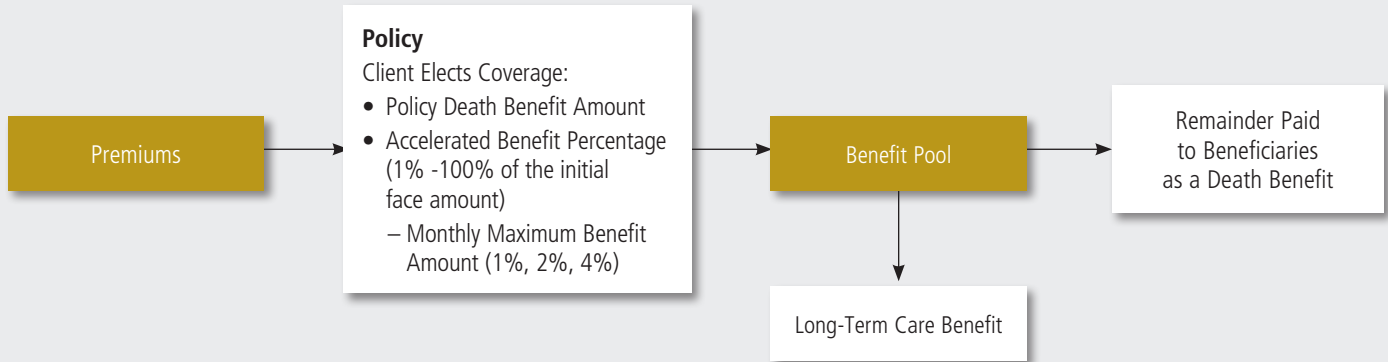 Premiums
Policy
Client Elects Coverage:
• Policy Death Benefit Amount
• Accelerated Benefit Percentage
(1% -100% of the initial
face amount)
– Monthly Maximum Benefit
Amount (1%, 2%, 4%)
Benefit Pool
Long-Term Care Benefit
Remainder Paid
to Beneficiaries
as a Death Benefit